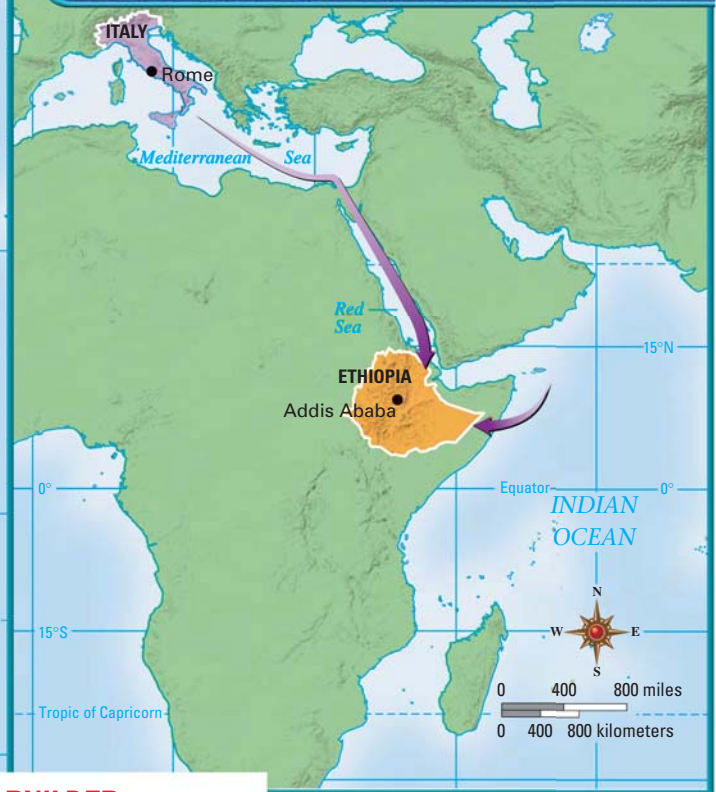 ITALY
Rome
Mediterranean Sea
Red
Sea
15°N
ETHIOPIA
Addis Ababa
0°
Equator
0°
INDIAN
OCEAN
N
15°S
W
E
S
0 400 800 miles
Tropic of Capricorn
0 400 800 kilometers